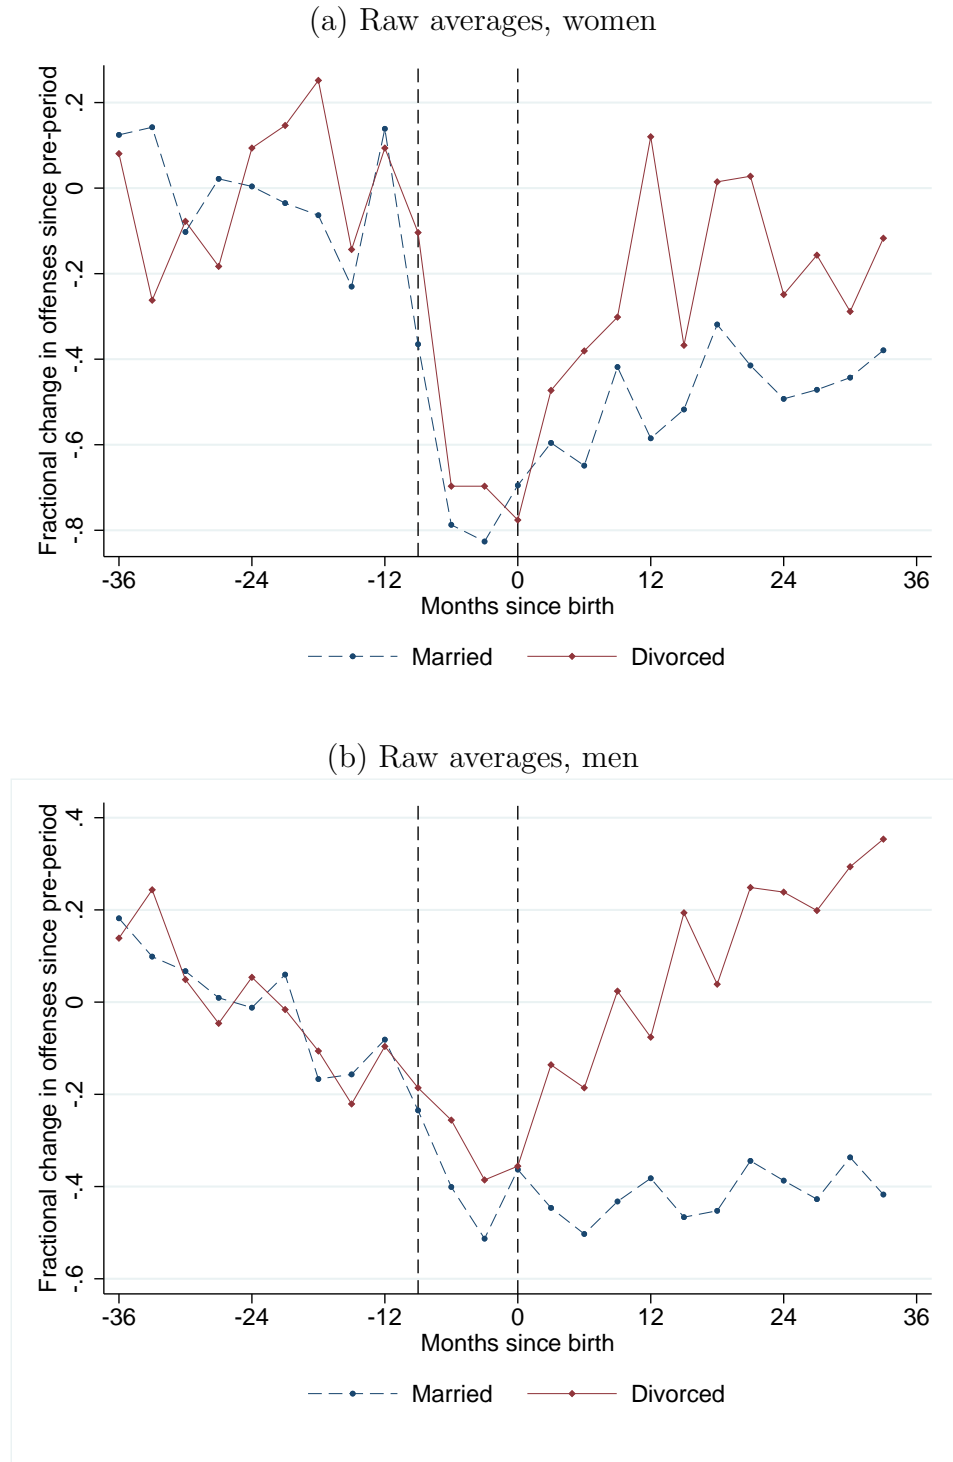 (a) Raw averages, women
Fractional change in offenses since pre-period
.2
0
-.2
-.4
-.6
-.8
-36 -24 -12 0 12 24 36
Months since birth
Married Divorced
(b) Raw averages, men
Fractional change in offenses since pre-period
.4
.2
0
-.2
-.4
-.6
-36 -24 -12 0 12 24 36
Months since birth
Married Divorced